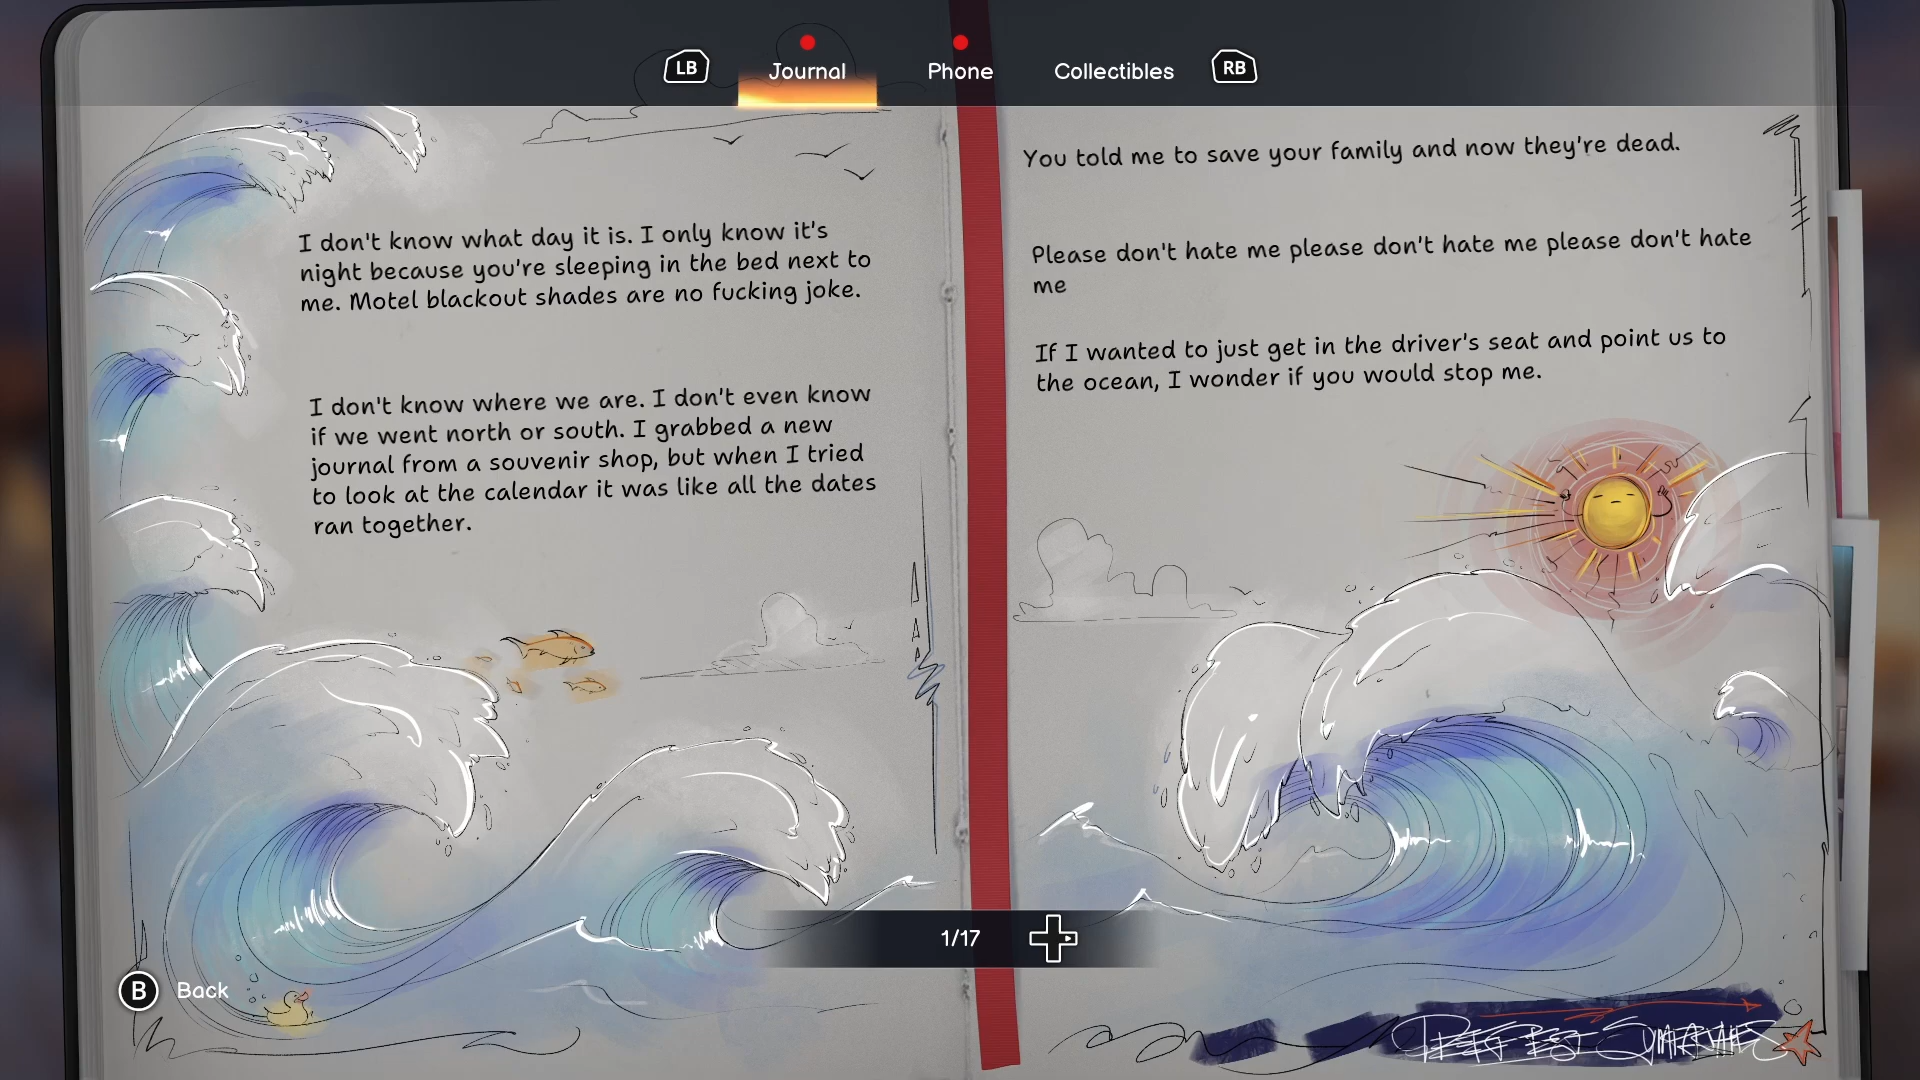 LB
Journal
Phone
Collectibles
RB
I don't know what day it is. I only know it's
night because you're sleeping in the bed next to
me. Motel blackout shades are no fucking joke.
I don't know where we are. I don't even know
if we went north or south. I grabbed a new
journal from a souvenir shop, but when I tried
to look at the calendar it was like all the dates
ran together.
You told me to save your family and now they're dead.
Please don't hate me please don't hate me please don't hate
me
If I wanted to just get in the driver's seat and point us to
the ocean, I wonder if you would stop me.
1/17
B Back